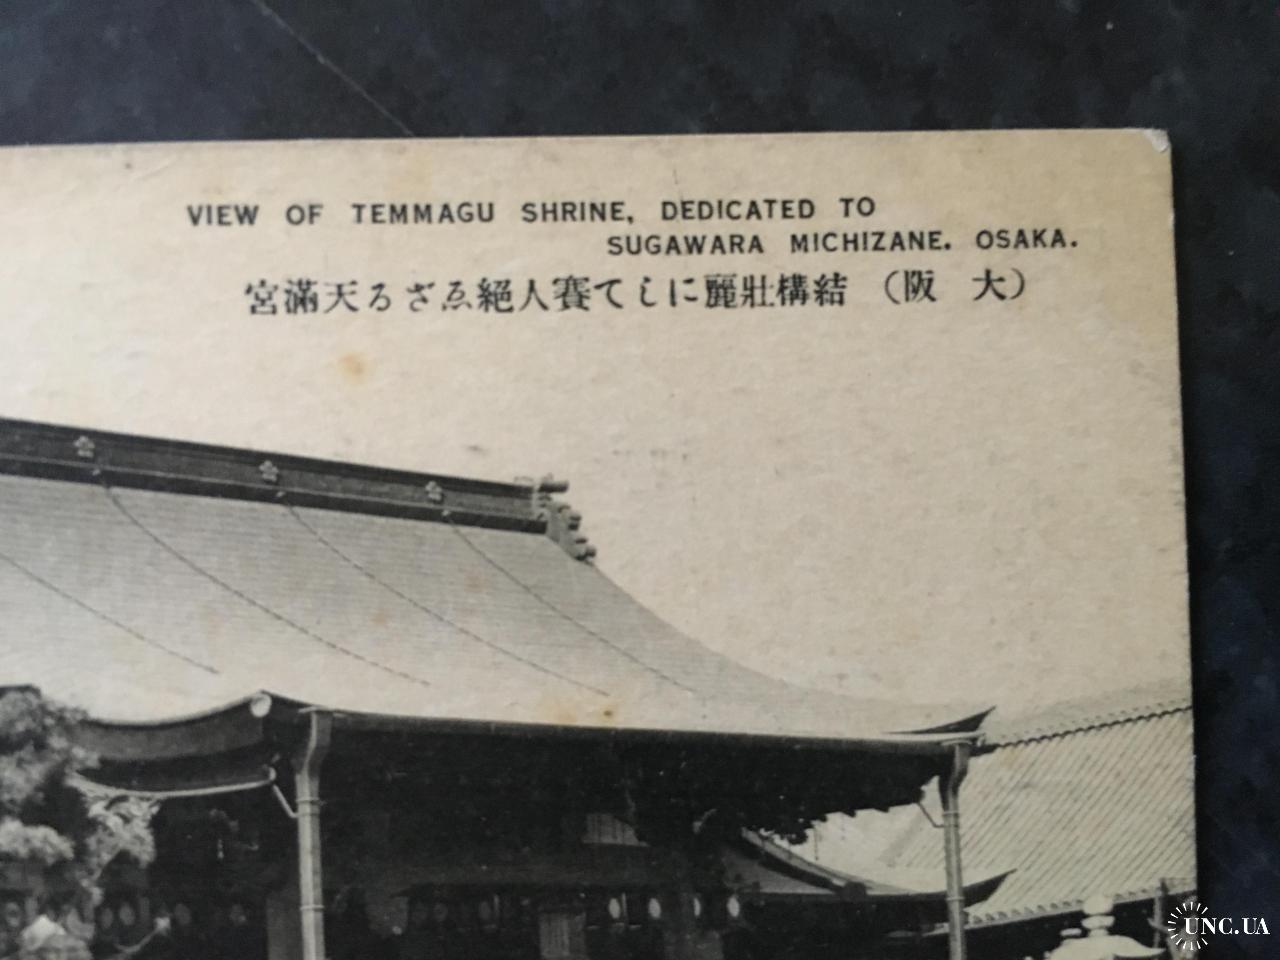 VIEW OF TEMMAGU SHRINE, DEDICATED TO
SUGAWARA MICHIZANE. OSAKA.
（大阪） 結構壯麗にして賽人絕ゑざる天滿宮
UNC.UA